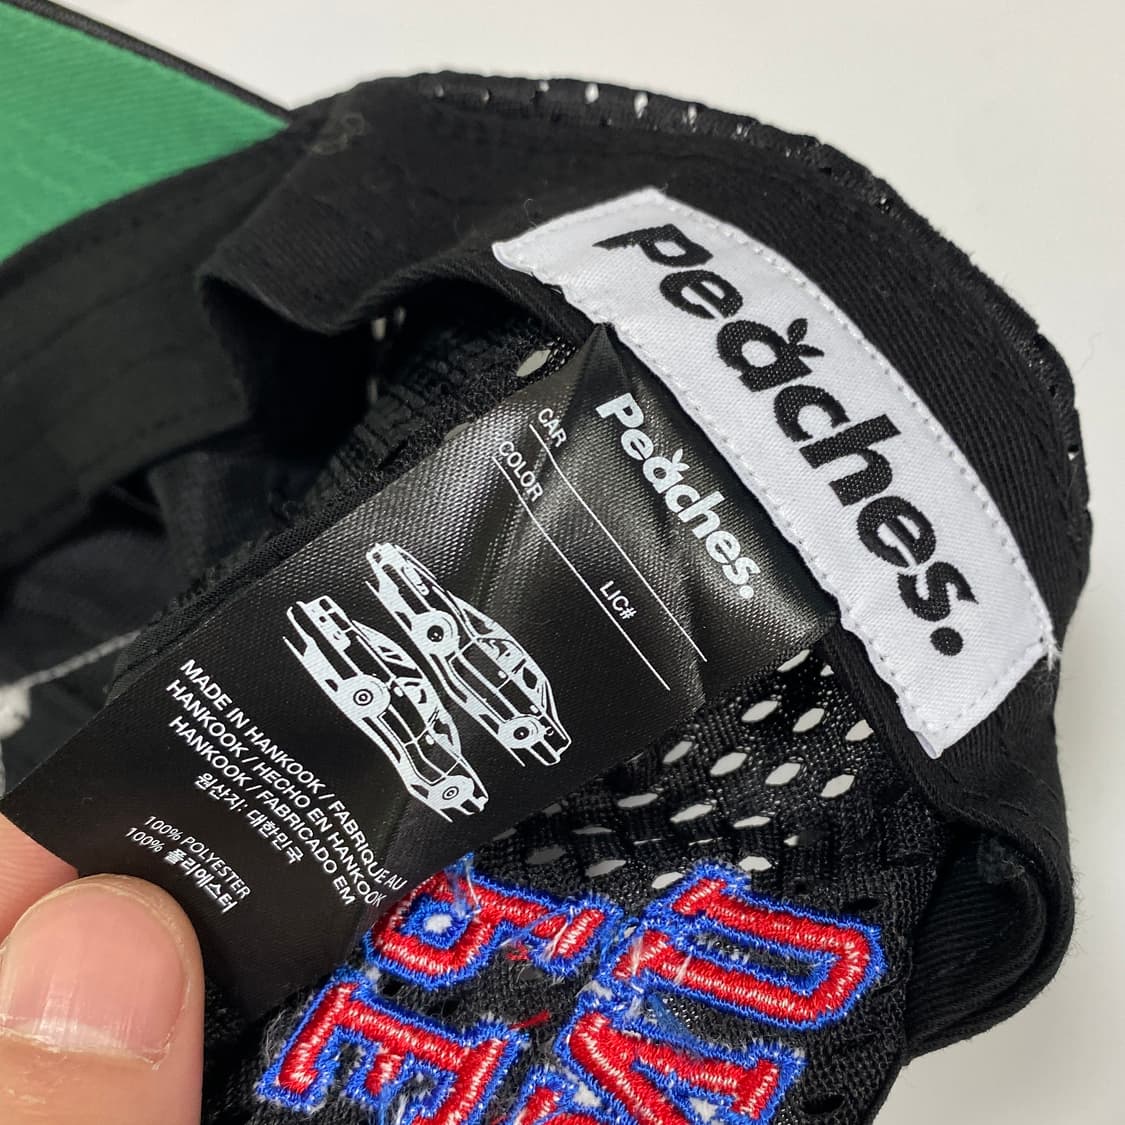 Peaches.
Peaches.
CAR
COLOR
LIC#
MADE IN HANKOOK / FABRIQUE AU
HANKOOK / HECHO EN HANKOOK
HANKOOK / FABRICADO EM
HANKOOK
원산지: 대한민국
100% POLYESTER
100% 폴리에스터